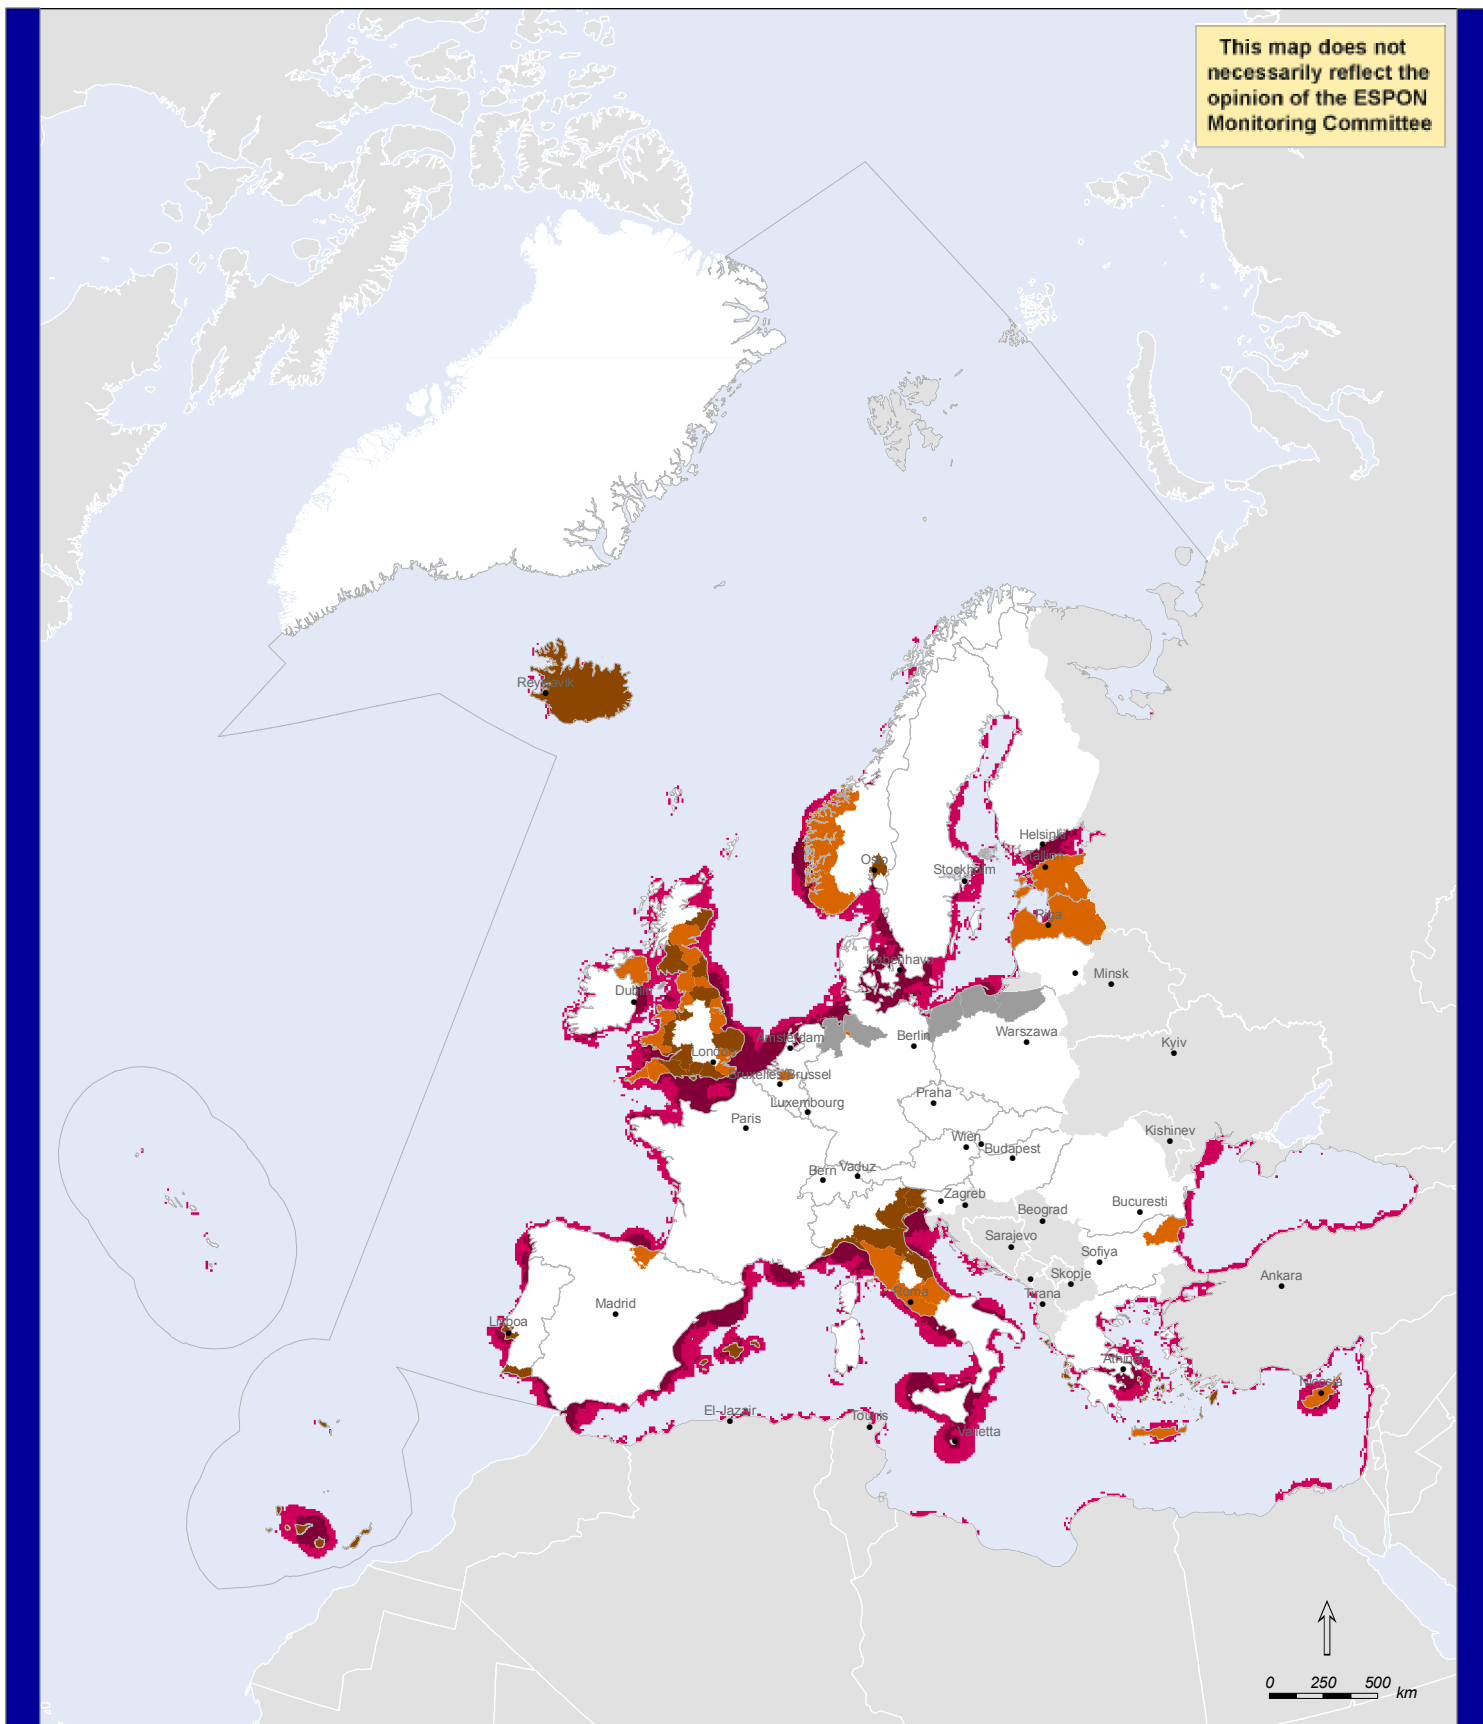 This map does not
necessarily reflect the
opinion of the ESPON
Monitoring Committee
Reykjavik
Helsinki
Tallinn
Oslo
Stockholm
Riga
København
Minsk
Dublin
Amsterdam
Berlin
Warszawa
London
Kyiv
Bruxelles/Brussel
Praha
Luxembourg
Paris
Kishinev
Wien
Budapest
Bern
Vaduz
Zagreb
Bucuresti
Beograd
Sarajevo
Sofiya
Skopje
Ankara
Tirana
Madrid
Roma
Lisboa
Athinai
Nicosia
El-Jazair
Tounis
Valletta
0 250 500
km